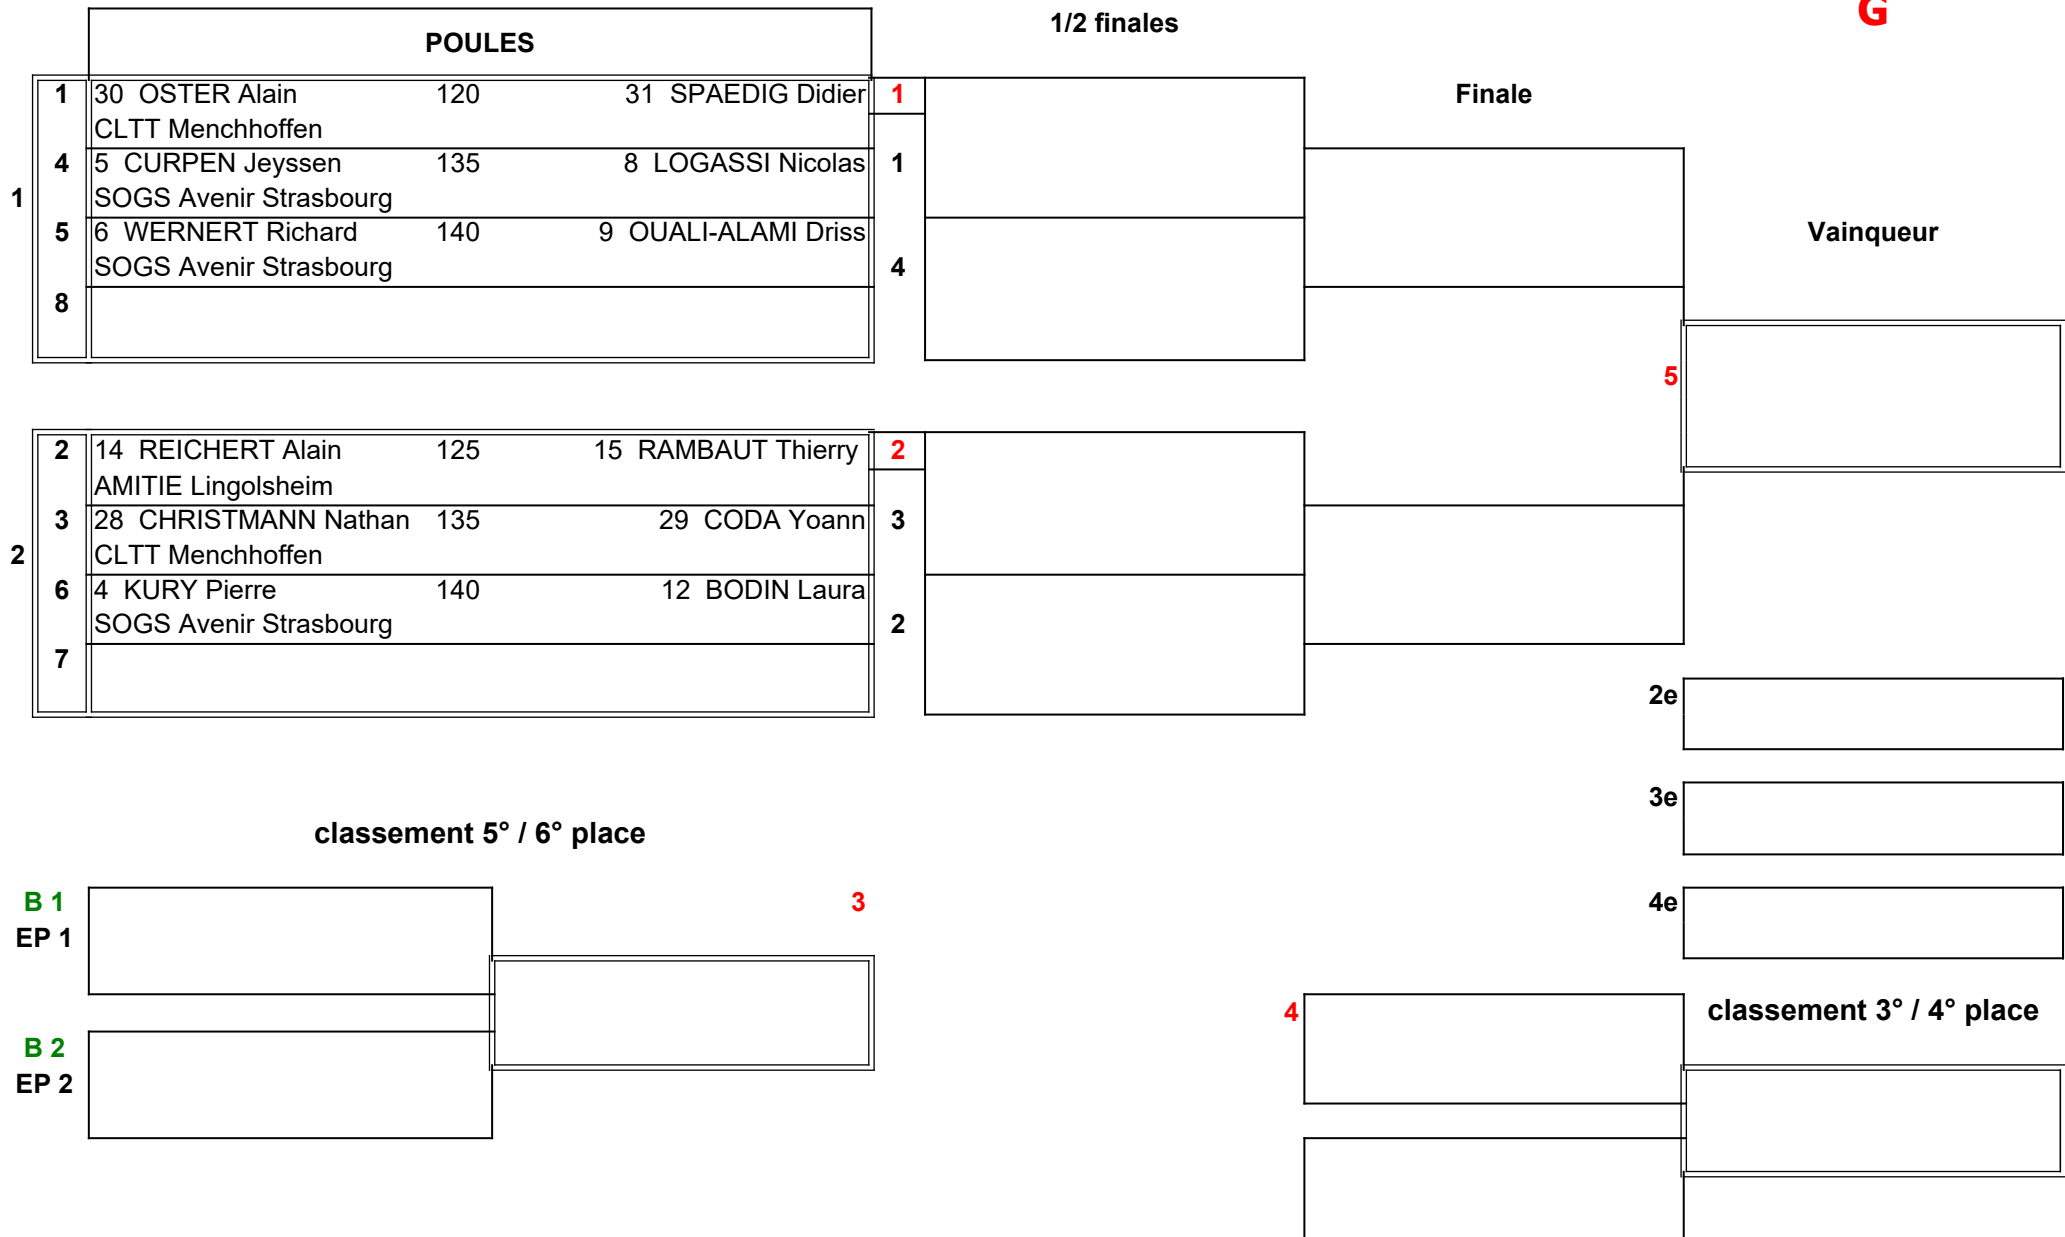 G
1/2 finales
POULES
1 30 OSTER Alain 120 31 SPAEDIG Didier 1 Finale
CLTT Menchhoffen
4 5 CURPEN Jeyssen 135 8 LOGASSI Nicolas 1
1 SOGS Avenir Strasbourg
5 6 WERNERT Richard 140 9 OUALI-ALAMI Driss Vainqueur
SOGS Avenir Strasbourg 4
8
5
2 14 REICHERT Alain 125 15 RAMBAUT Thierry 2
AMITIE Lingolsheim
3 28 CHRISTMANN Nathan 135 29 CODA Yoann 3
2 CLTT Menchhoffen
6 4 KURY Pierre 140 12 BODIN Laura
SOGS Avenir Strasbourg 2
7
2e
3e
classement 5° / 6° place
B 1 3 4e
EP 1
4 classement 3° / 4° place
B 2
EP 2